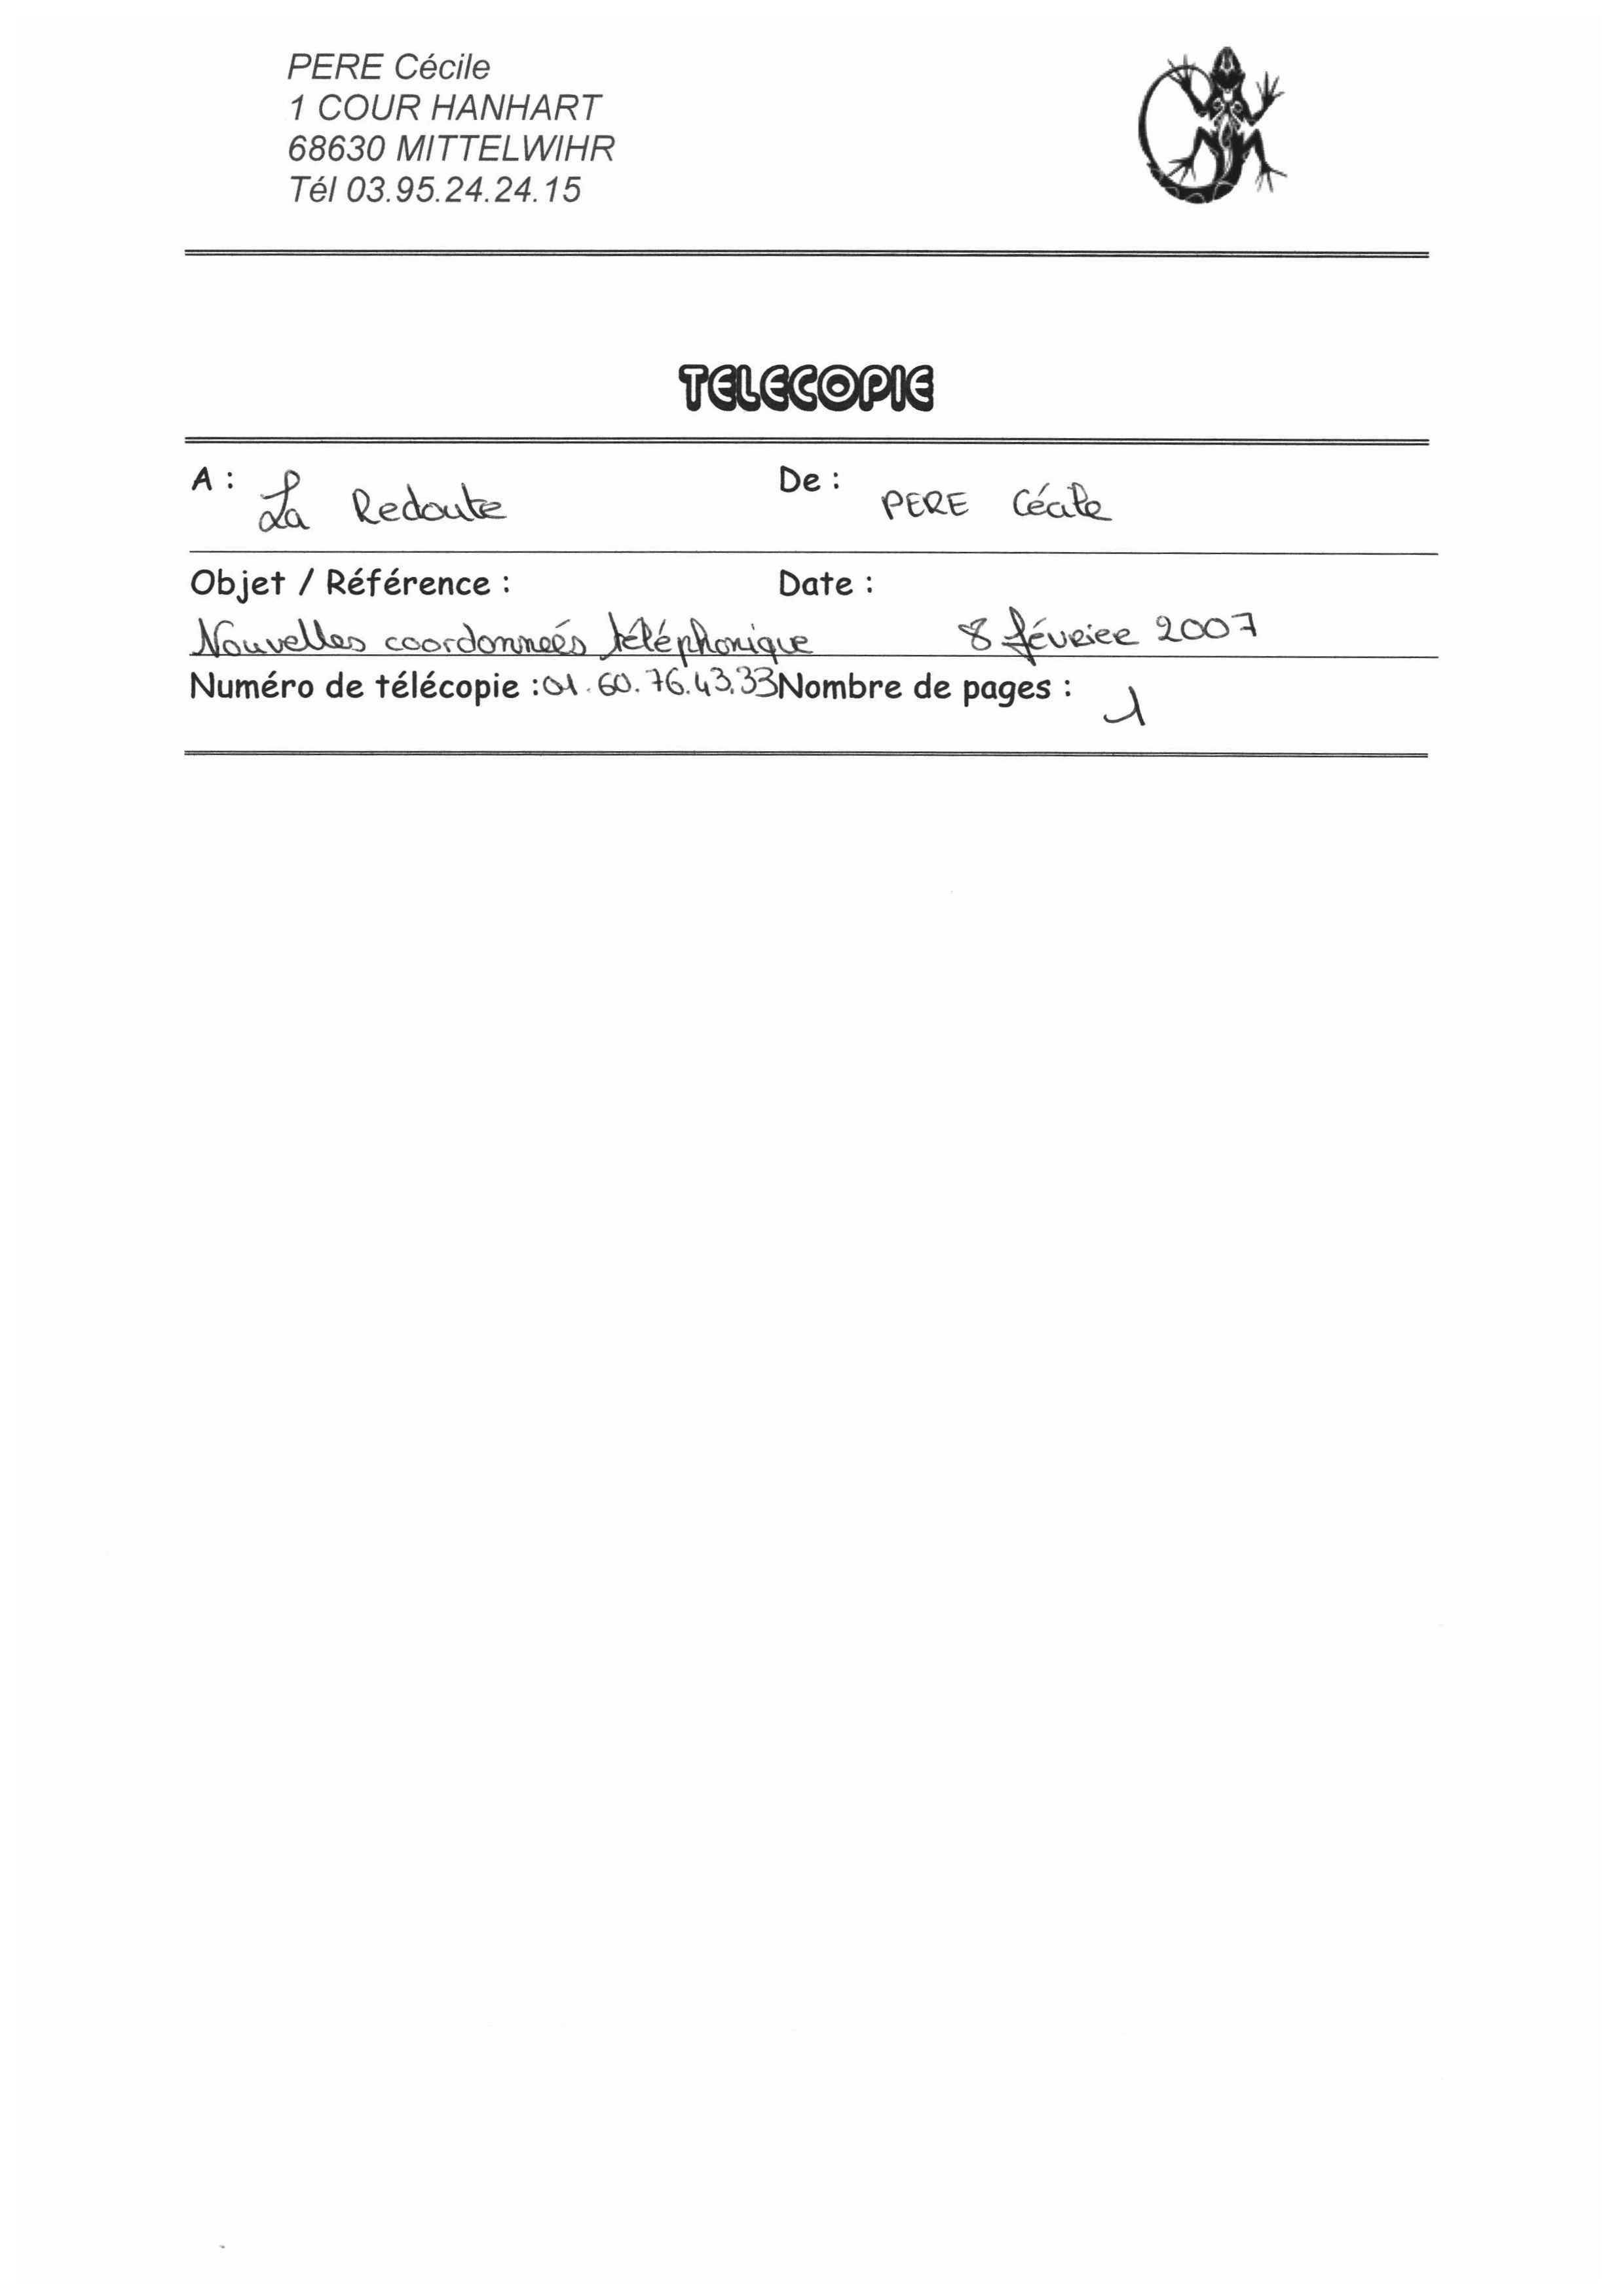 PERE Cécile
1 COUR HANHART
68630 MITTELWIHR
Tél 03.95.24.24.15
TELECOPIE
A : La Redoute De : PERE Cécile
Objet / Référence : Date :
Nouvelles coordonneés téléphonique 8 février 2007
Numéro de télécopie : 01.60.76.43.33 Nombre de pages : 1